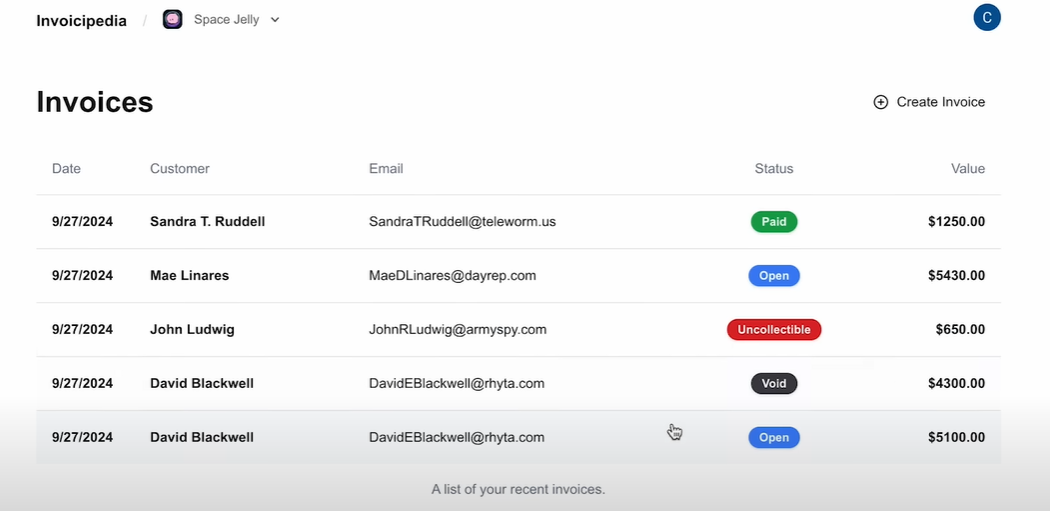 Invoicipedia / Space Jelly C
Invoices
Create Invoice
Date Customer Email Status Value
9/27/2024 Sandra T. Ruddell SandraTRuddell@teleworm.us Paid $1250.00
9/27/2024 Mae Linares MaeDLinares@dayrep.com Open $5430.00
9/27/2024 John Ludwig JohnRLudwig@armyspy.com Uncollectible $650.00
9/27/2024 David Blackwell DavidEBlackwell@rhyta.com Void $4300.00
9/27/2024 David Blackwell DavidEBlackwell@rhyta.com Open $5100.00
A list of your recent invoices.